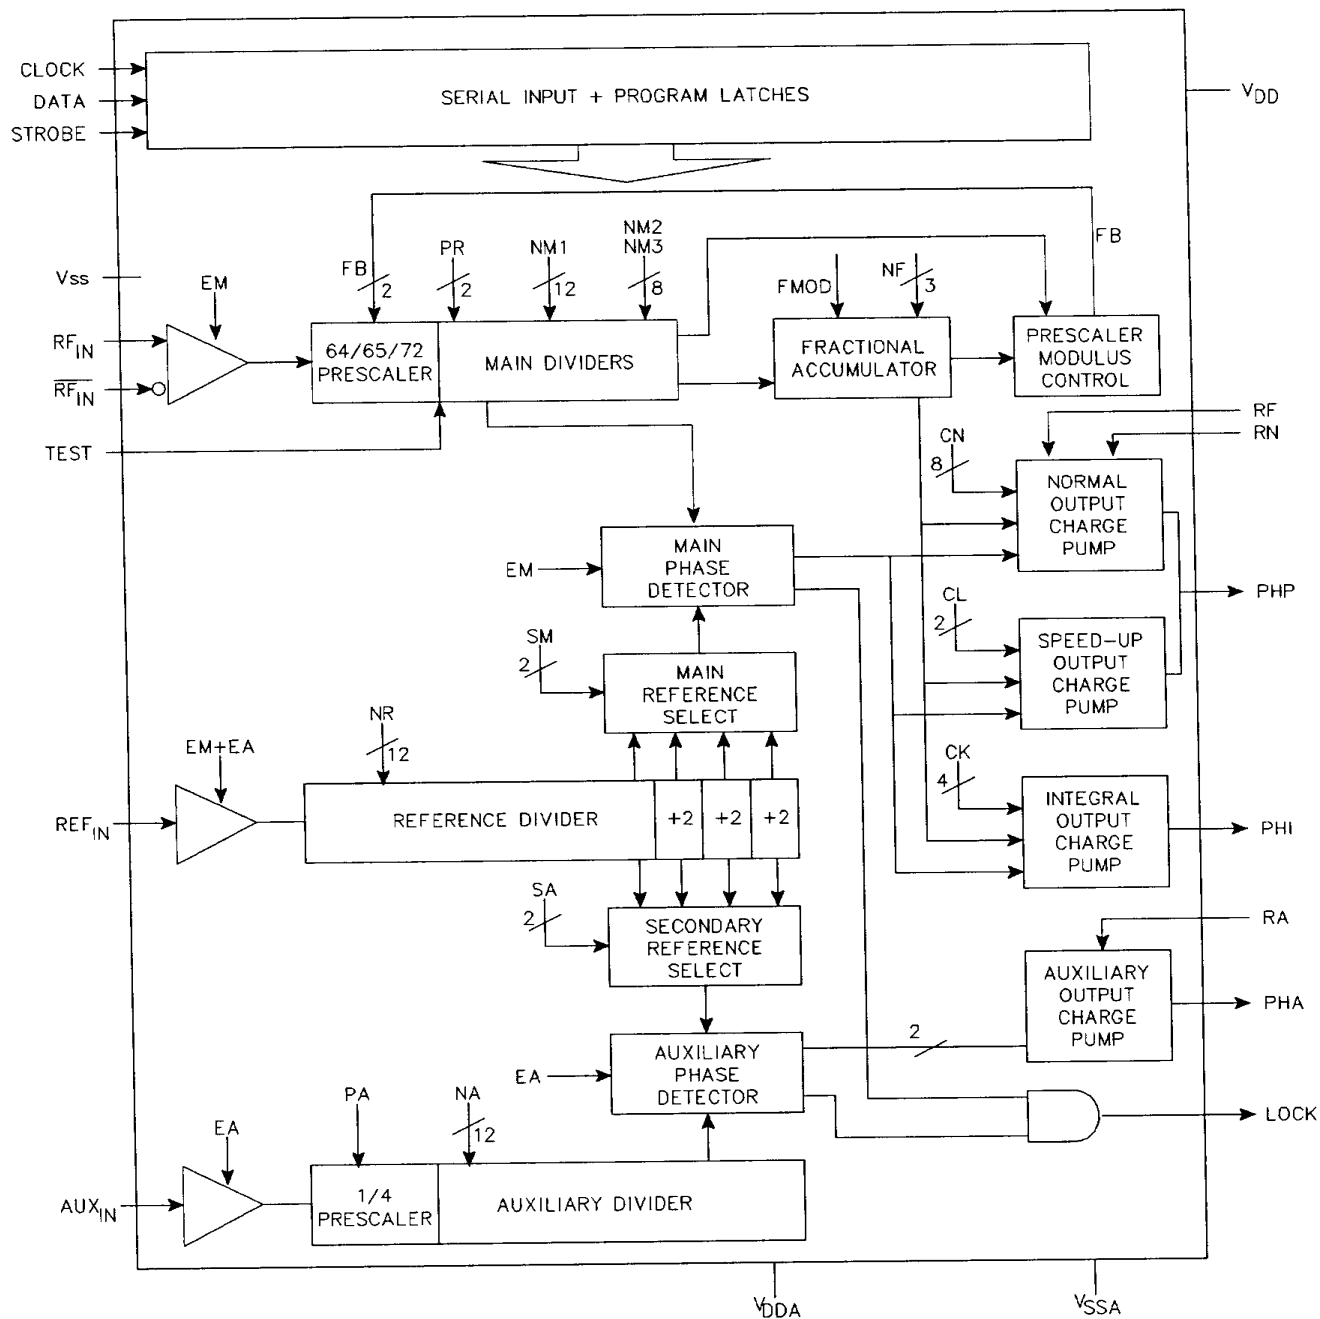 CLOCK
DATA
STROBE
SERIAL INPUT + PROGRAM LATCHES
VDD
Vss
EM
FB
2
PR
2
NM1
12
NM2
NM3
8
FMOD
NF
3
FB
RFIN
RFIN
64/65/72
PRESCALER
MAIN DIVIDERS
FRACTIONAL
ACCUMULATOR
PRESCALER
MODULUS
CONTROL
TEST
RF
RN
CN
8
NORMAL
OUTPUT
CHARGE
PUMP
EM
MAIN
PHASE
DETECTOR
PHP
CL
2
SPEED-UP
OUTPUT
CHARGE
PUMP
SM
2
MAIN
REFERENCE
SELECT
NR
12
EM+EA
REFIN
REFERENCE DIVIDER
+2
+2
+2
CK
4
INTEGRAL
OUTPUT
CHARGE
PUMP
PHI
SA
2
SECONDARY
REFERENCE
SELECT
RA
AUXILIARY
OUTPUT
CHARGE
PUMP
PHA
2
EA
AUXILIARY
PHASE
DETECTOR
LOCK
PA
NA
12
EA
AUXIN
1/4
PRESCALER
AUXILIARY DIVIDER
VDDA
VSSA